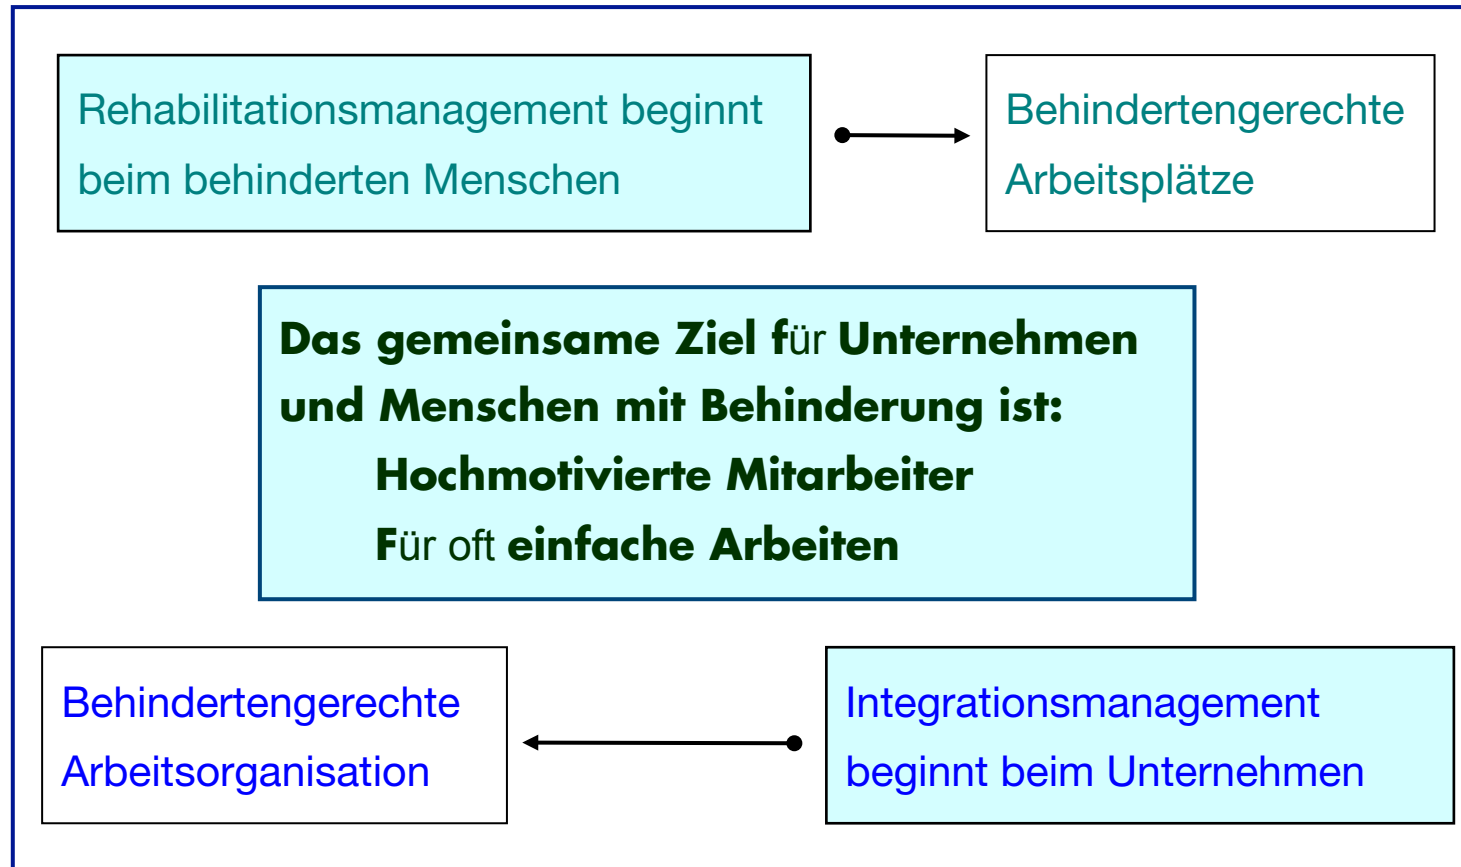 Rehabilitationsmanagement beginnt
beim behinderten Menschen
Behindertengerechte
Arbeitsplätze
Das gemeinsame Ziel für Unternehmen
und Menschen mit Behinderung ist:
Hochmotivierte Mitarbeiter
Für oft einfache Arbeiten
Behindertengerechte
Arbeitsorganisation
Integrationsmanagement
beginnt beim Unternehmen